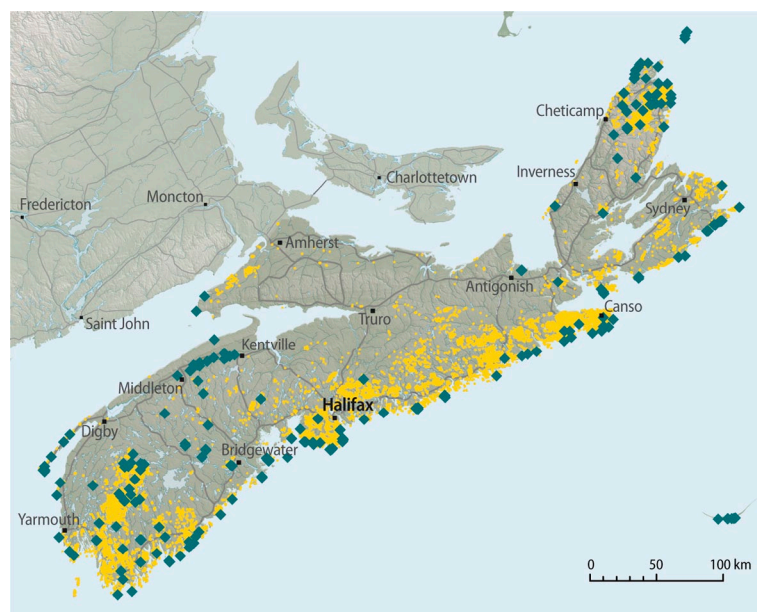 Cheticamp
Inverness
Charlottetown
Moncton
Fredericton
Sydney
Amherst
Antigonish
Canso
Saint John
Truro
Kentville
Middleton
Halifax
Digby
Bridgewater
Yarmouth
0 50 100 km